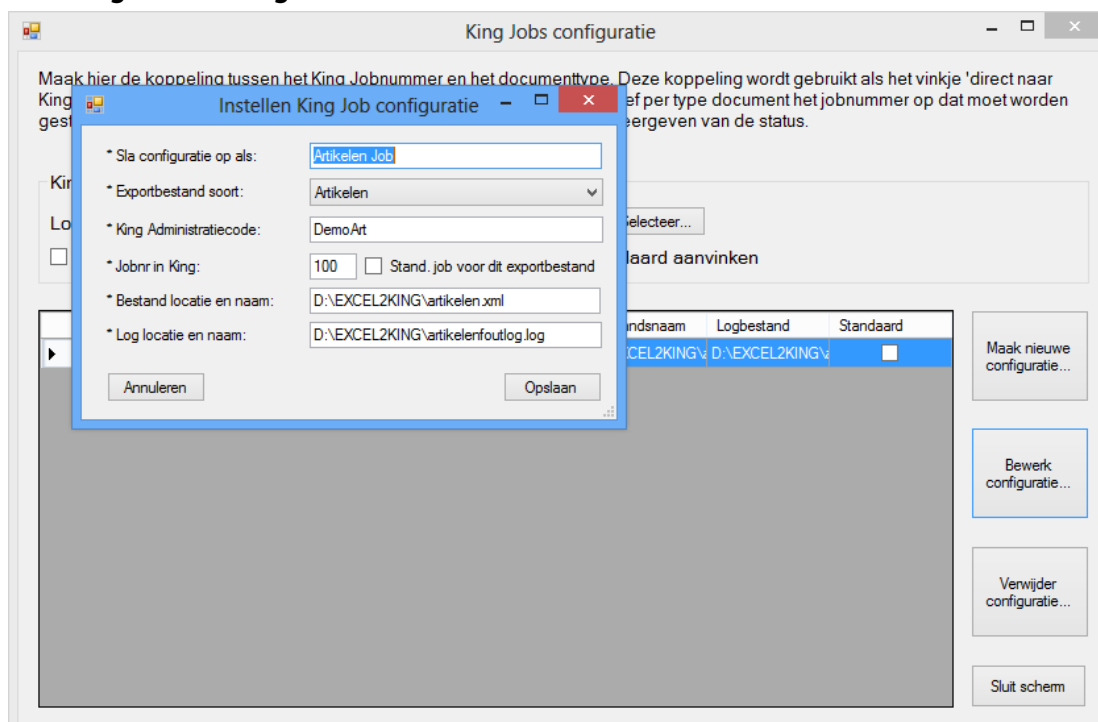 King Jobs configuratie
Maak hier de koppeling tussen het King Jobnummer en het documenttype. Deze koppeling wordt gebruikt als het vinkje 'direct naar
King
ef per type document het jobnummer op dat moet worden
gest
eergeven van de status.
Instellen King Job configuratie
* Sla configuratie op als:
Artikelen Job
* Exportbestand soort:
Artikelen
* King Administratiecode:
DemoArt
* Jobnr in King:
100
Stand. job voor dit exportbestand
* Bestand locatie en naam:
D:\EXCEL2KING\artikelen.xml
* Log locatie en naam:
D:\EXCEL2KING\artikelenfoutlog.log
Annuleren
Opslaan
Kin
Lo
Selecteer...
daard aanvinken
andsnaam
Logbestand
Standaard
XCEL2KING\a
D:\EXCEL2KING\a
Maak nieuwe
configuratie...
Bewerk
configuratie...
Verwijder
configuratie...
Sluit scherm